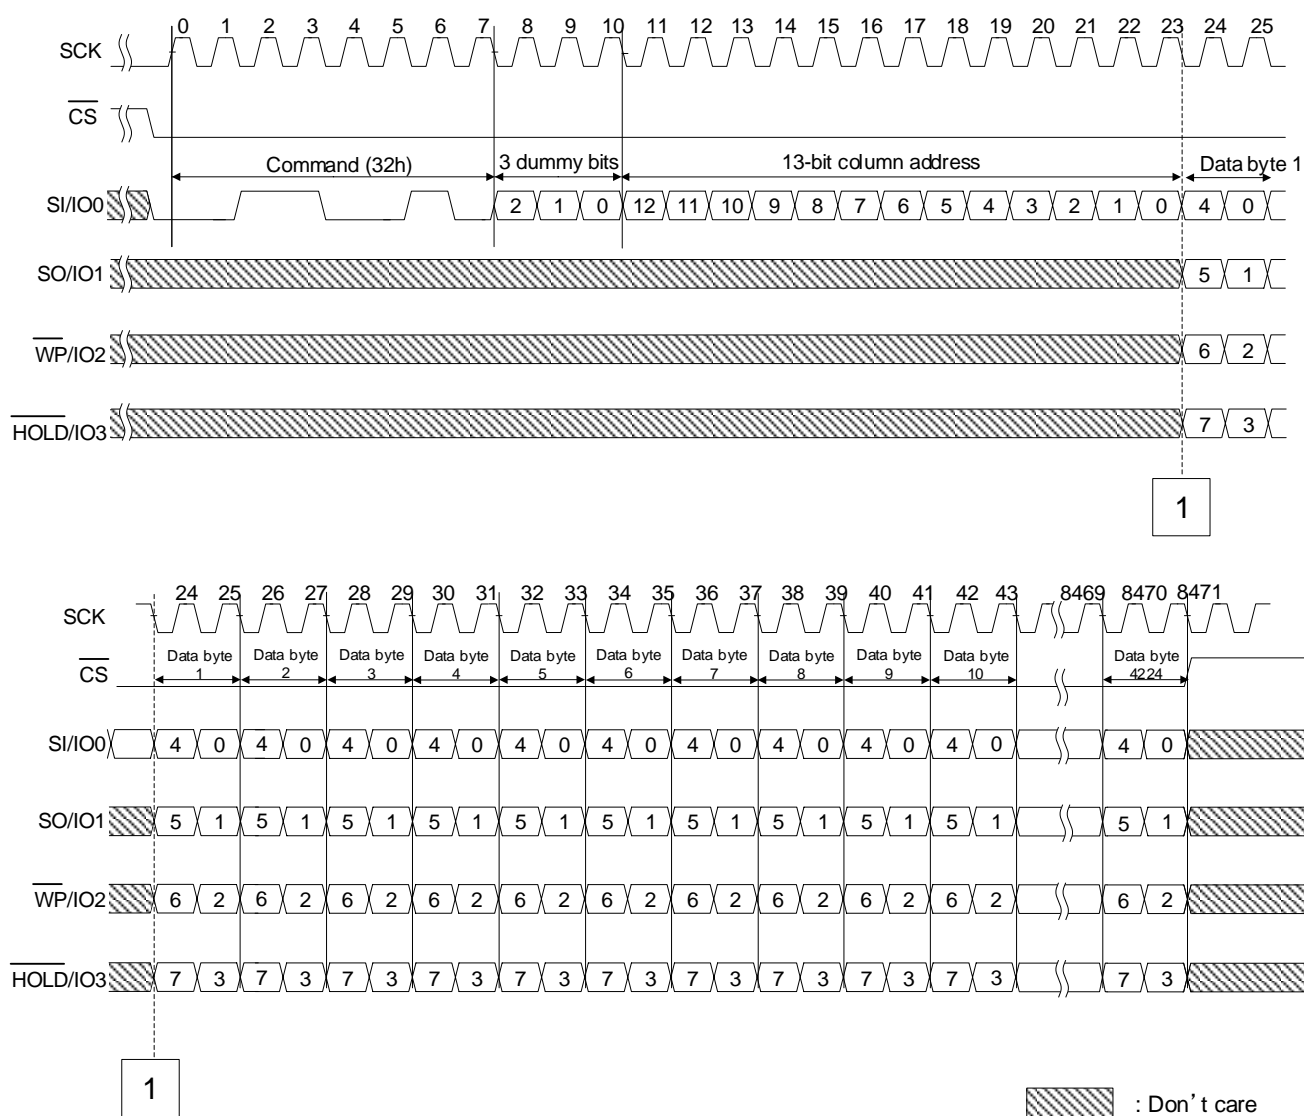 0 1 2 3 4 5 6 7 8 9 10 11 12 13 14 15 16 17 18 19 20 21 22 23 24 25
SCK
CS
Command (32h) 3 dummy bits 13-bit column address Data byte 1
SI/IO0 2 1 0 12 11 10 9 8 7 6 5 4 3 2 1 0 4 0
SO/IO1 5 1
WP/IO2 6 2
HOLD/IO3 7 3
1
24 25 26 27 28 29 30 31 32 33 34 35 36 37 38 39 40 41 42 43 8469 8470 8471
SCK
Data byte Data byte Data byte Data byte Data byte Data byte Data byte Data byte Data byte Data byte Data byte
CS 1 2 3 4 5 6 7 8 9 10 4224
SI/IO0 4 0 4 0 4 0 4 0 4 0 4 0 4 0 4 0 4 0 4 0 4 0
SO/IO1 5 1 5 1 5 1 5 1 5 1 5 1 5 1 5 1 5 1 5 1 5 1
WP/IO2 6 2 6 2 6 2 6 2 6 2 6 2 6 2 6 2 6 2 6 2 6 2
HOLD/IO3 7 3 7 3 7 3 7 3 7 3 7 3 7 3 7 3 7 3 7 3 7 3
1
: Don't care